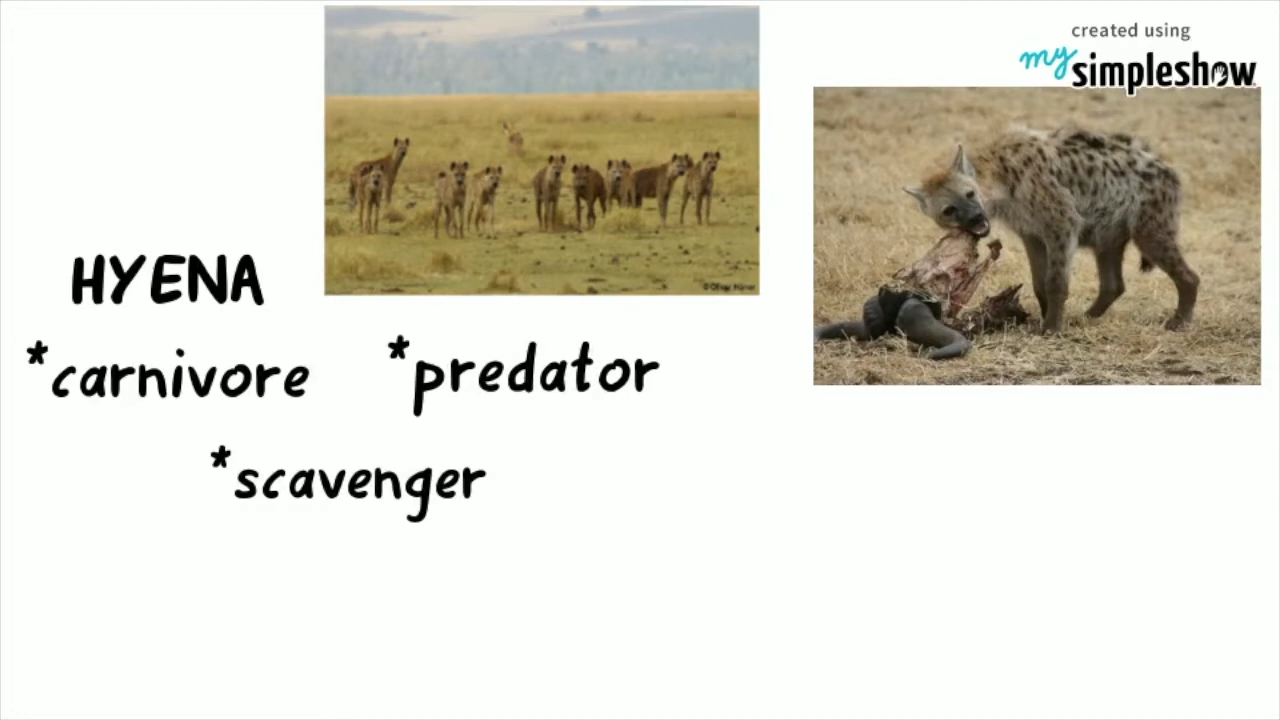 created using
my simpleshow
HYENA
*carnivore
*predator
*scavenger